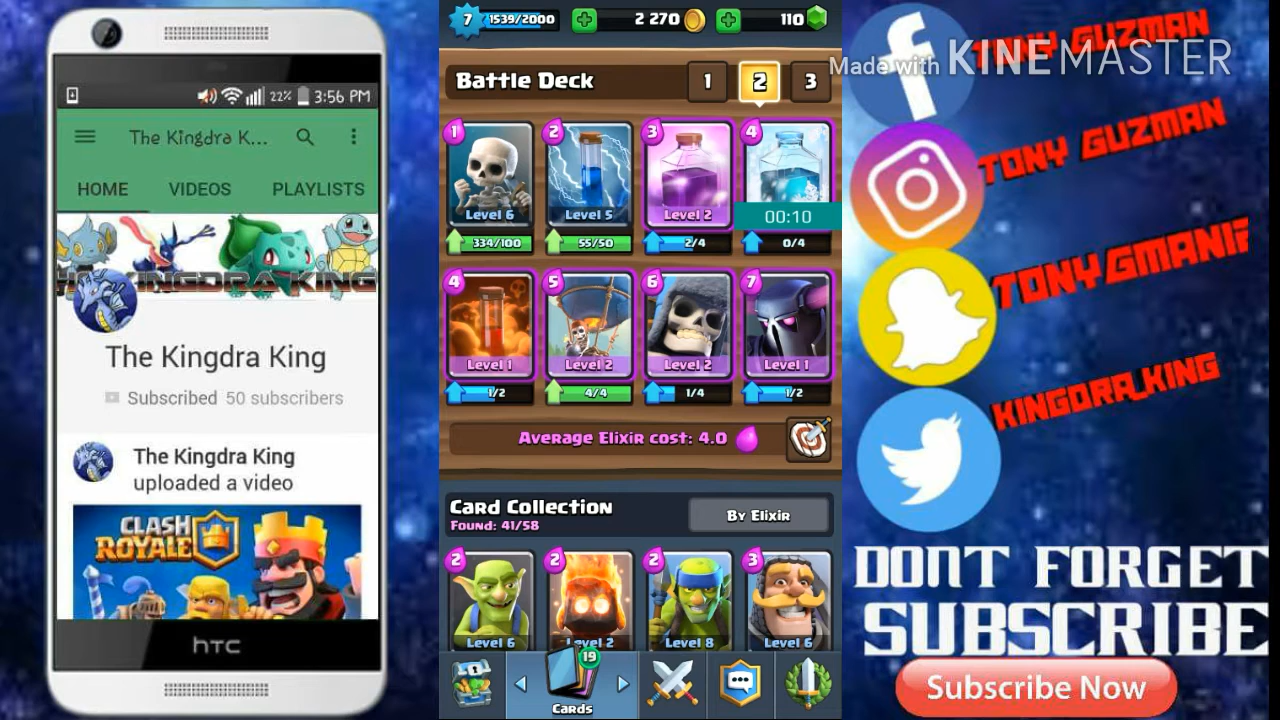 22% 3:56 PM
The Kingdra K...
HOME VIDEOS PLAYLISTS
The Kingdra King
Subscribed 50 subscribers
The Kingdra King
uploaded a video
CLASH
ROYALE
htc
7 1539/2000 2 270 110
Battle Deck 1 2 3
1 2 3 4
Level 6 Level 5 Level 2 00:10
334/100 55/50 2/4 0/4
4 5 6 7
Level 1 Level 2 Level 2 Level 1
1/2 4/4 1/4 1/2
Average Elixir cost: 4.0
Card Collection
Found: 41/58
By Elixir
2 2 2 3
Level 6 Level 2 Level 8 Level 6
19
Cards
Made with KINEMASTER
TONY GUZMAN
TONY GUZMAN
KINGDRA_KING
DONT FORGET
SUBSCRIBE
Subscribe Now